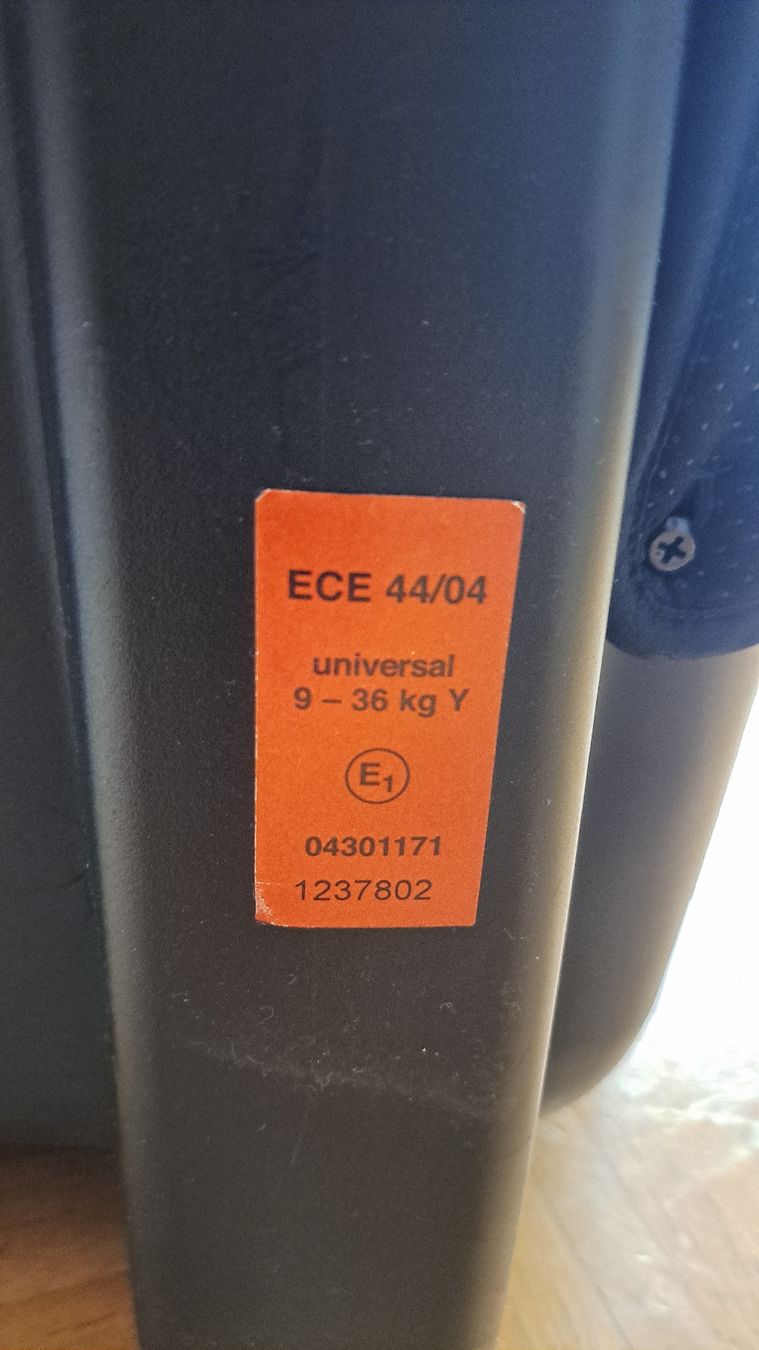 ECE 44/04
universal
9 – 36 kg Y
E1
04301171
1237802